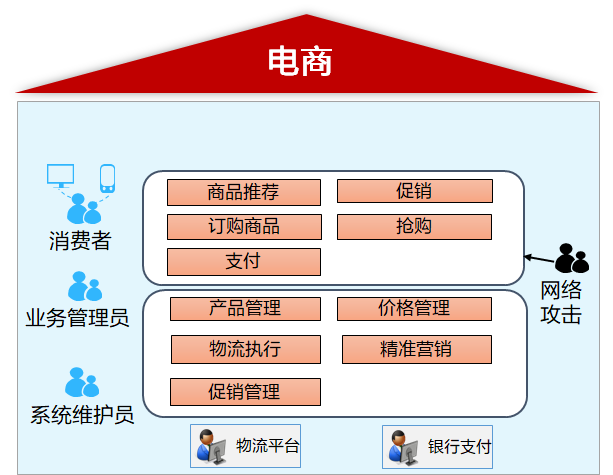 电商
商品推荐
促销
订购商品
抢购
支付
消费者
网络
攻击
产品管理
价格管理
业务管理员
物流执行
精准营销
促销管理
系统维护员
物流平台
银行支付